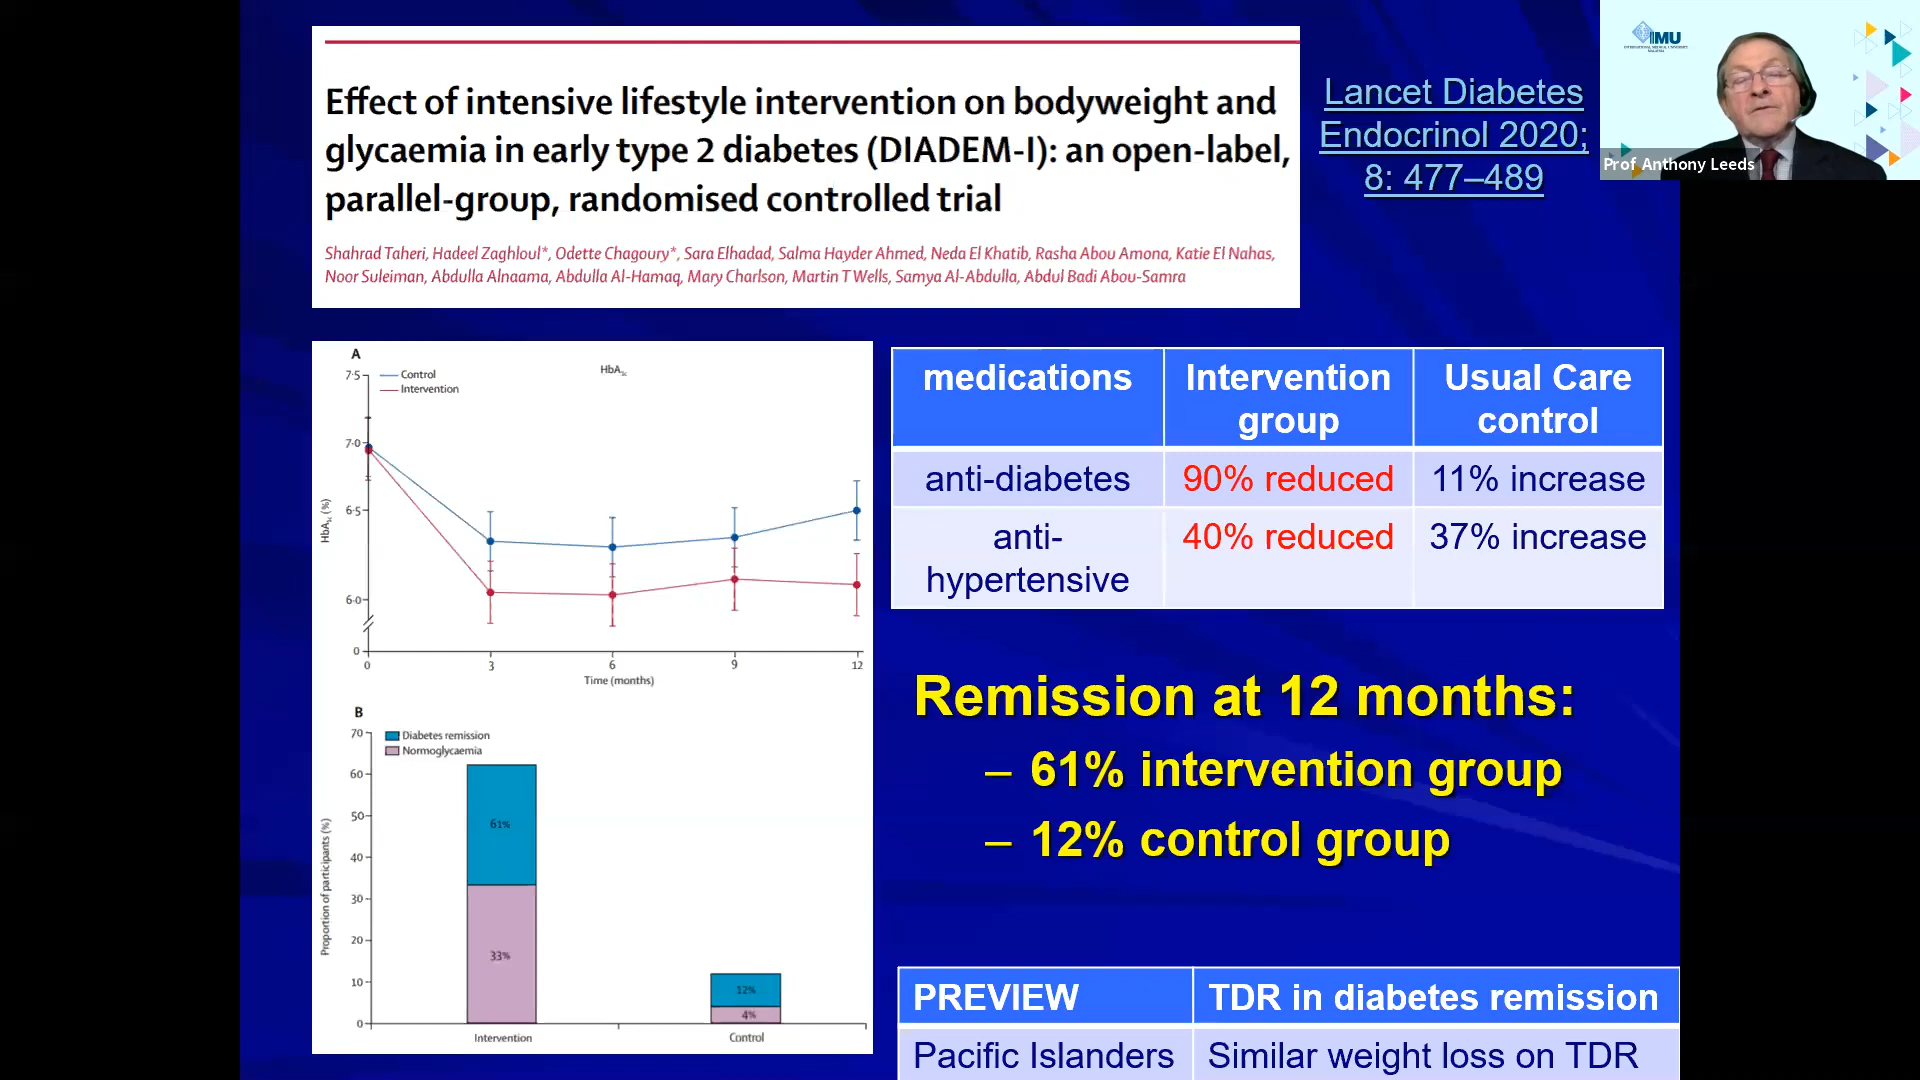 Effect of intensive lifestyle intervention on bodyweight and
glycaemia in early type 2 diabetes (DIADEM-I): an open-label,
parallel-group, randomised controlled trial
Shahrad Taheri, Hadeel Zaghloul*, Odette Chagoury*, Sara Elhadad, Salma Hayder Ahmed, Neda El Khatib, Rasha Abou Amona, Katie El Nahas,
Noor Suleiman, Abdulla Alnaama, Abdulla Al-Hamaq, Mary Charlson, Martin T Wells, Samya Al-Abdulla, Abdul Badi Abou-Samra
Lancet Diabetes
Endocrinol 2020;
8: 477–489
IMU
INTERNATIONAL MEDICAL UNIVERSITY
MALAYSIA
Prof Anthony Leeds
A
HbA1c
Control
Intervention
7·5
7·0
6·5
6·0
0
HbA1c (%)
0 3 6 9 12
Time (months)
B
Diabetes remission
Normoglycaemia
70
60
50
40
30
20
10
0
Proportion of participants (%)
61%
33%
12%
4%
Intervention Control
medications Intervention group Usual Care control
anti-diabetes 90% reduced 11% increase
anti-hypertensive 40% reduced 37% increase
Remission at 12 months:
– 61% intervention group
– 12% control group
PREVIEW TDR in diabetes remission
Pacific Islanders Similar weight loss on TDR